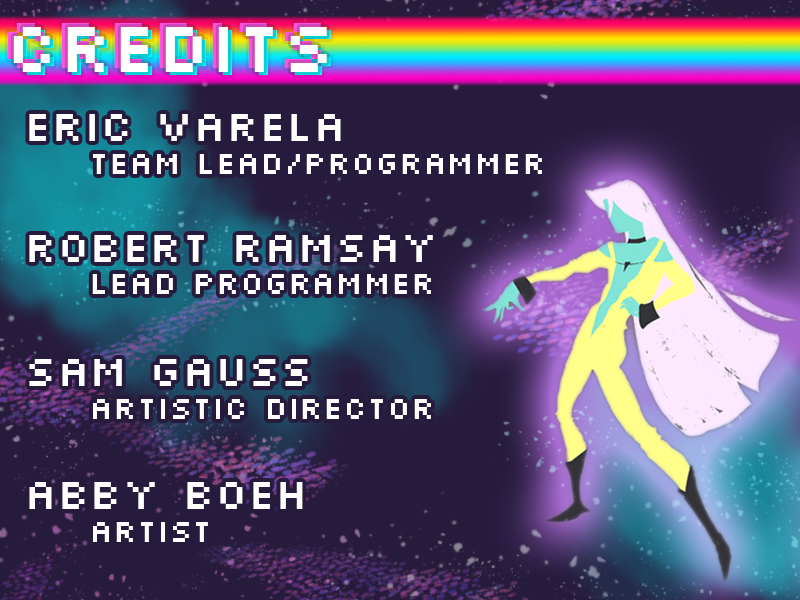 CREDITS
ERIC VARELA
TEAM LEAD/PROGRAMMER
ROBERT RAMSAY
LEAD PROGRAMMER
SAM GAUSS
ARTISTIC DIRECTOR
ABBY BOEH
ARTIST